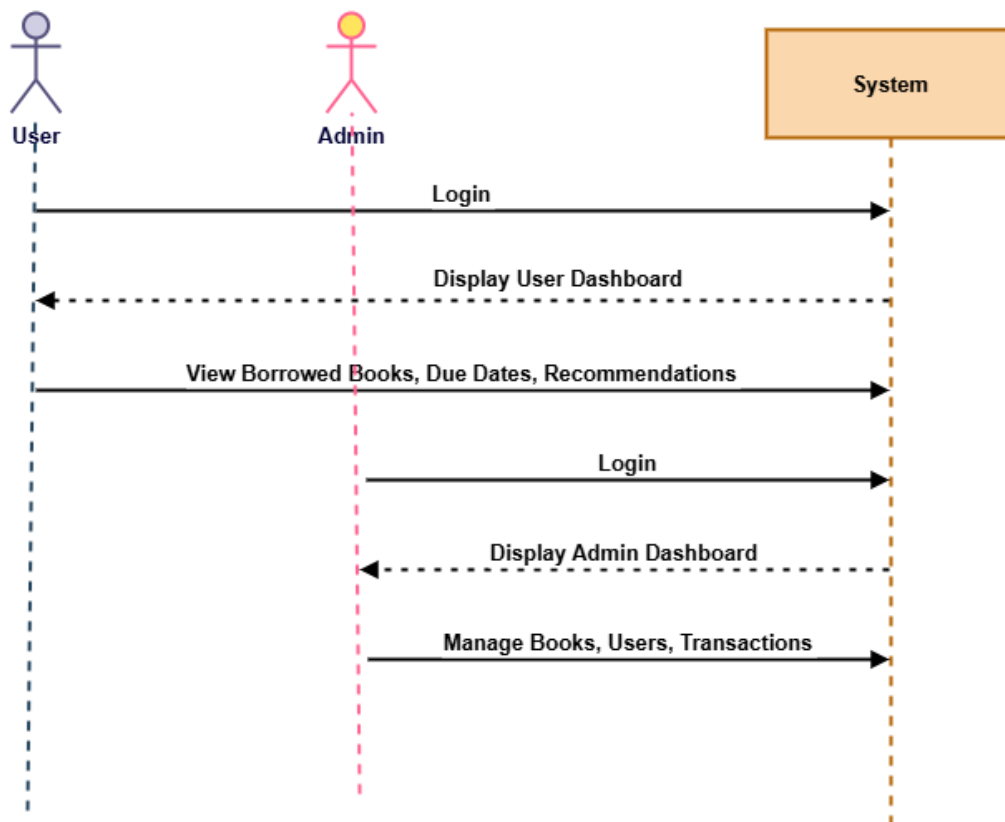 System
User
Admin
Login
Display User Dashboard
View Borrowed Books, Due Dates, Recommendations
Login
Display Admin Dashboard
Manage Books, Users, Transactions